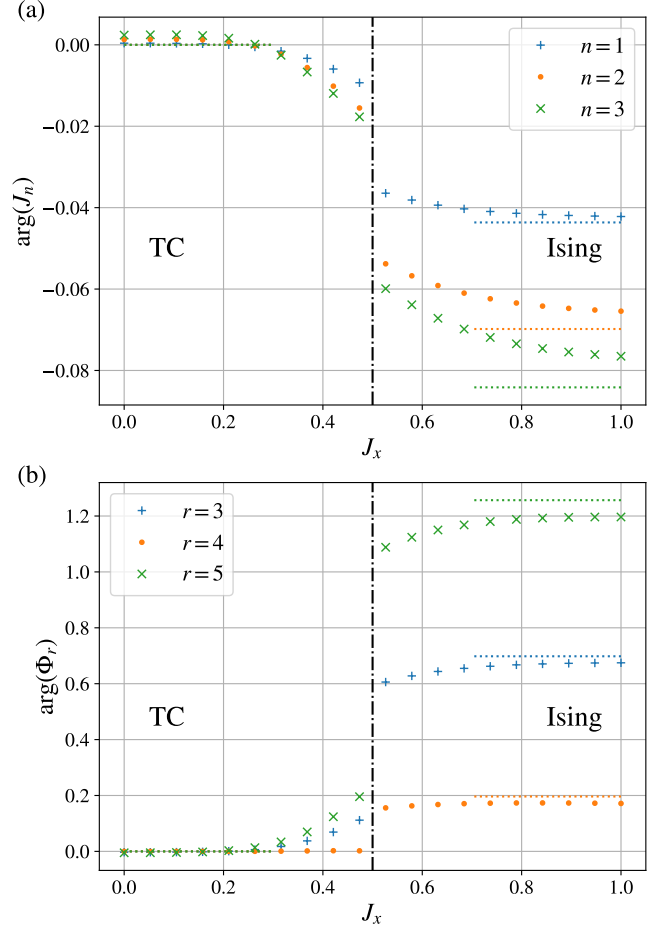 (a)
0.00
−0.02
−0.04
−0.06
−0.08
arg(J_n)
n = 1
n = 2
n = 3
TC
Ising
0.0 0.2 0.4 0.6 0.8 1.0
J_x
(b)
1.2
1.0
0.8
0.6
0.4
0.2
0.0
arg(Φ_r)
r = 3
r = 4
r = 5
TC
Ising
0.0 0.2 0.4 0.6 0.8 1.0
J_x